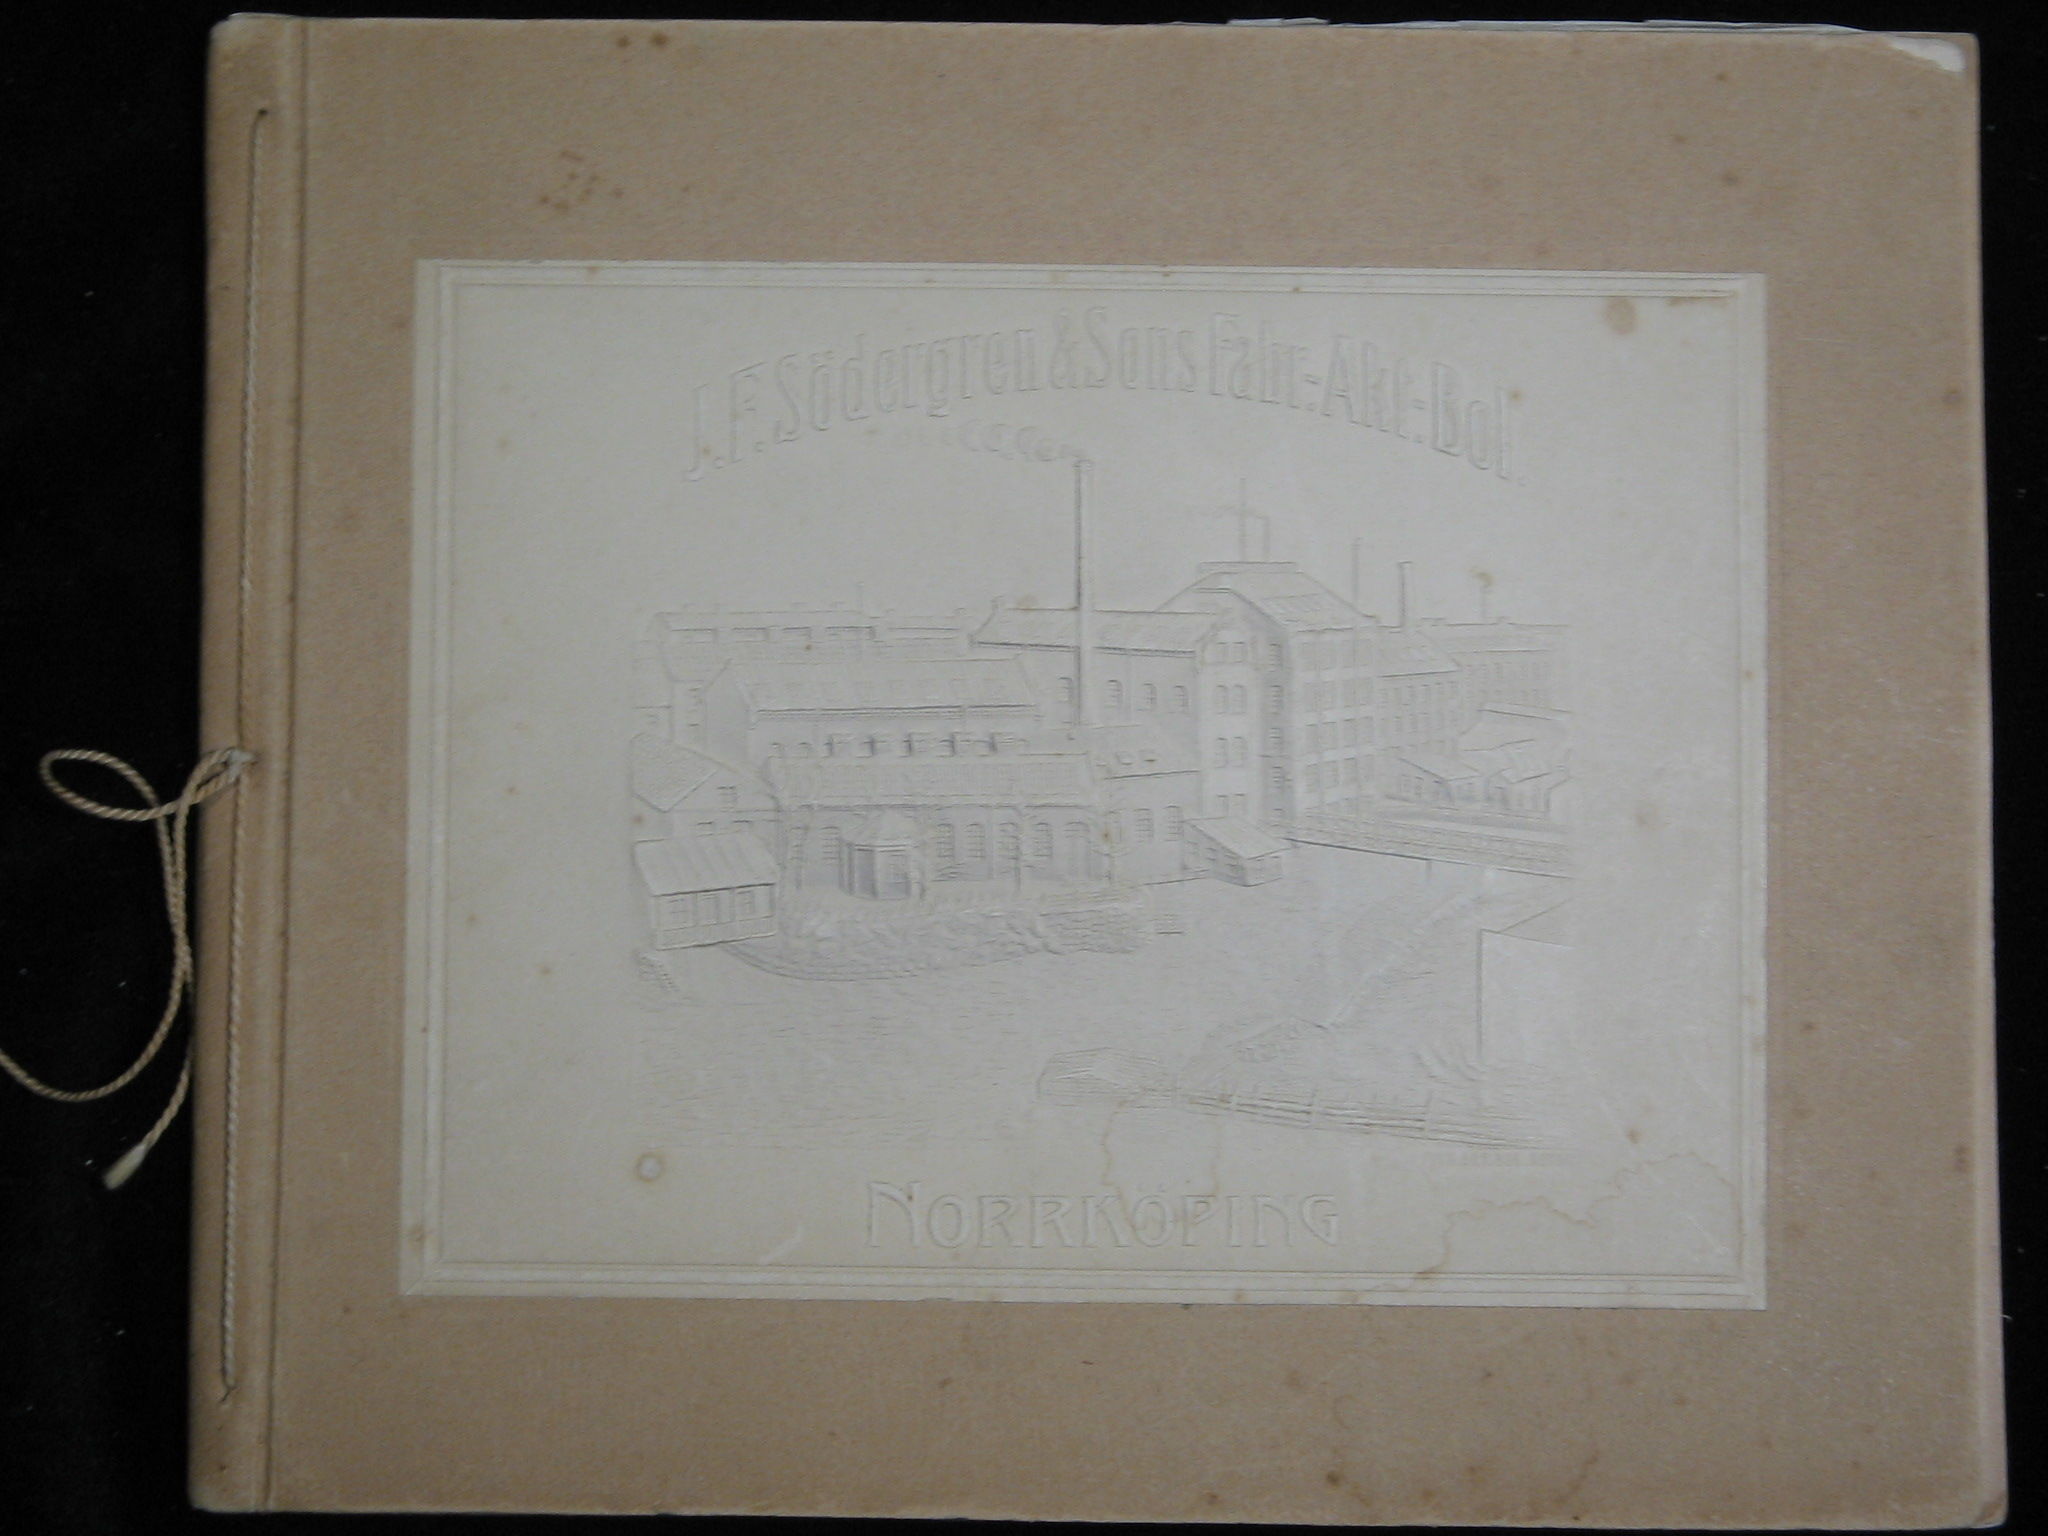 J.F. Södergren & Sons Fabr.-Akt.-Bol.
NORRKÖPING